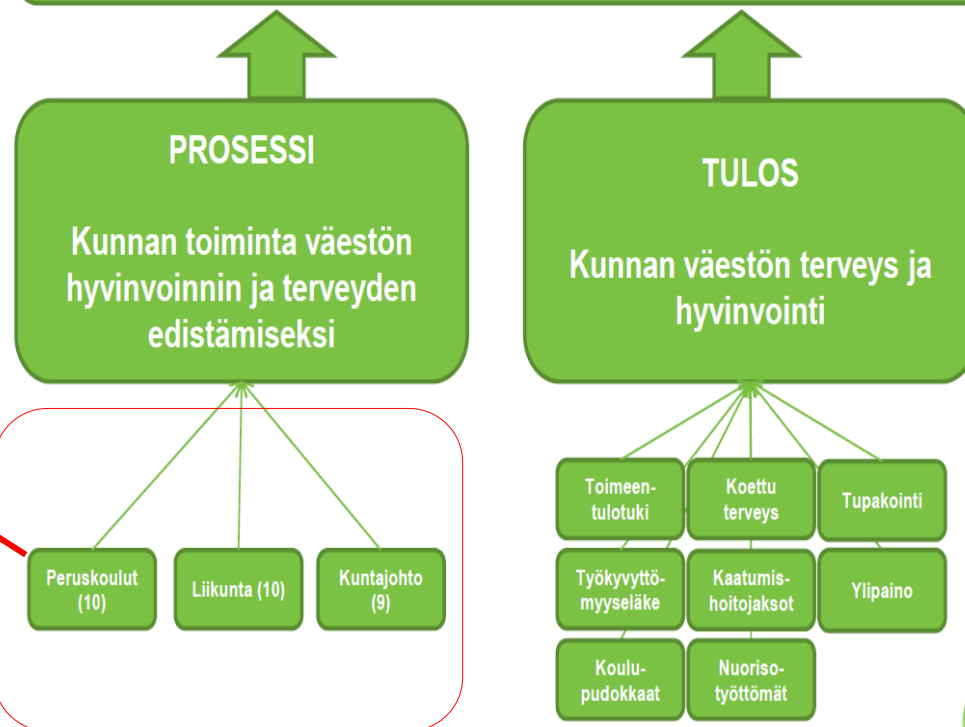 PROSESSI
Kunnan toiminta väestön
hyvinvoinnin ja terveyden
edistämiseksi
TULOS
Kunnan väestön terveys ja
hyvinvointi
Peruskoulut
(10)
Liikunta (10)
Kuntajohto
(9)
Toimeen-
tulotuki
Koettu
terveys
Tupakointi
Työkyvyttö-
myyseläke
Kaatumis-
hoitojaksot
Ylipaino
Koulu-
pudokkaat
Nuoriso-
työttömät